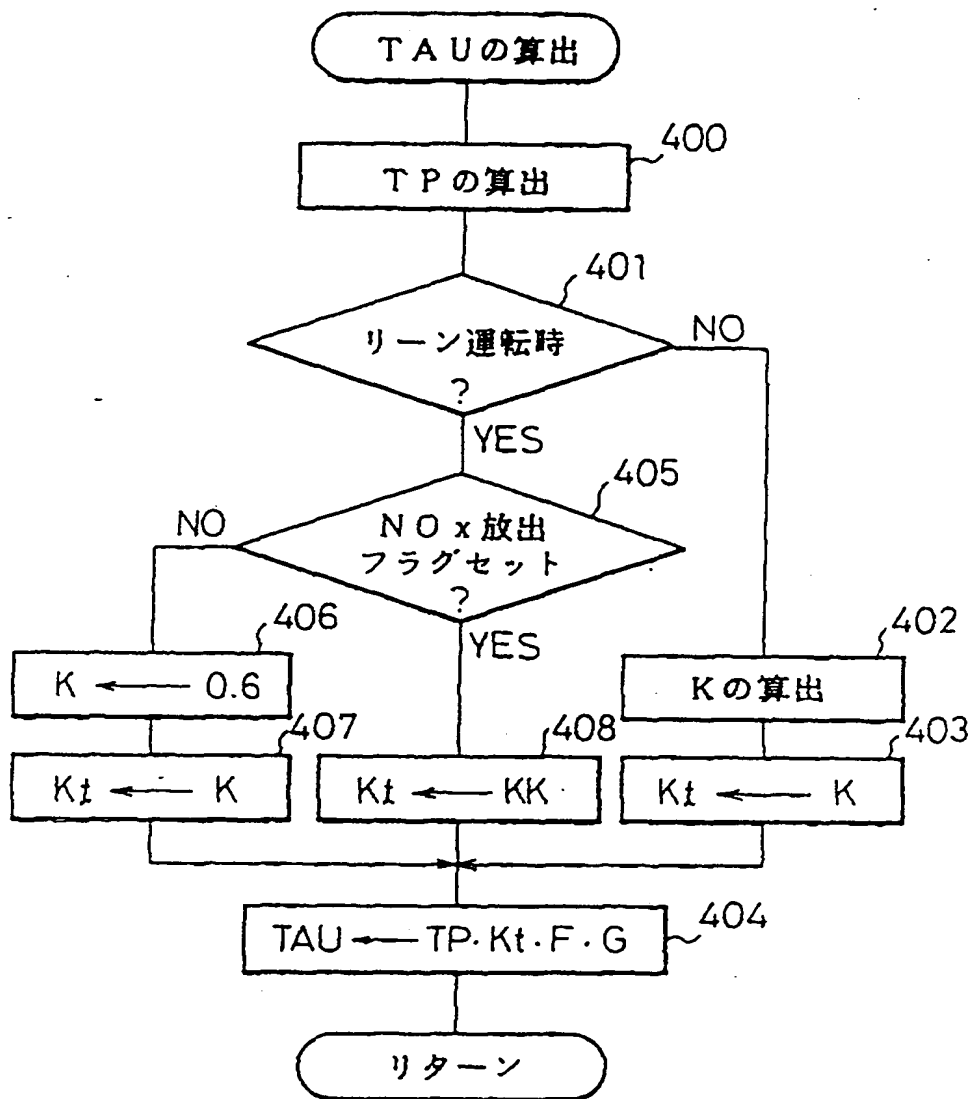 TAUの算出
400
TPの算出
401
リーン運転時
?
NO
YES
405
NOx放出
フラグセット
?
NO
YES
406
K ← 0.6
402
Kの算出
407
Kt ← K
408
Kt ← KK
403
Kt ← K
404
TAU ← TP・Kt・F・G
リターン